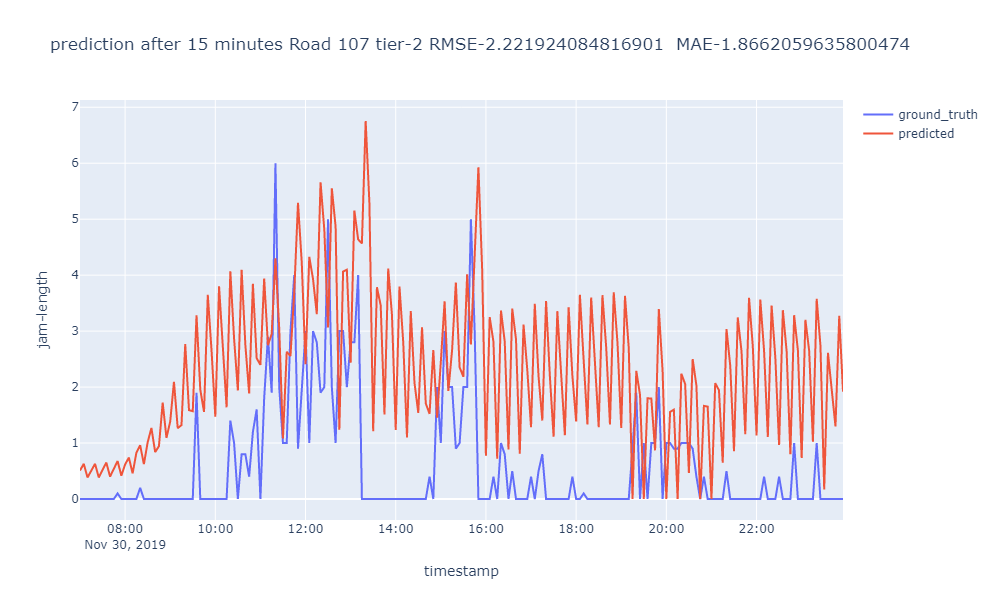 prediction after 15 minutes Road 107 tier-2 RMSE-2.221924084816901  MAE-1.8662059635800474
ground_truth
predicted
7
6
5
4
3
2
1
0
jam-length
08:00 10:00 12:00 14:00 16:00 18:00 20:00 22:00
Nov 30, 2019
timestamp